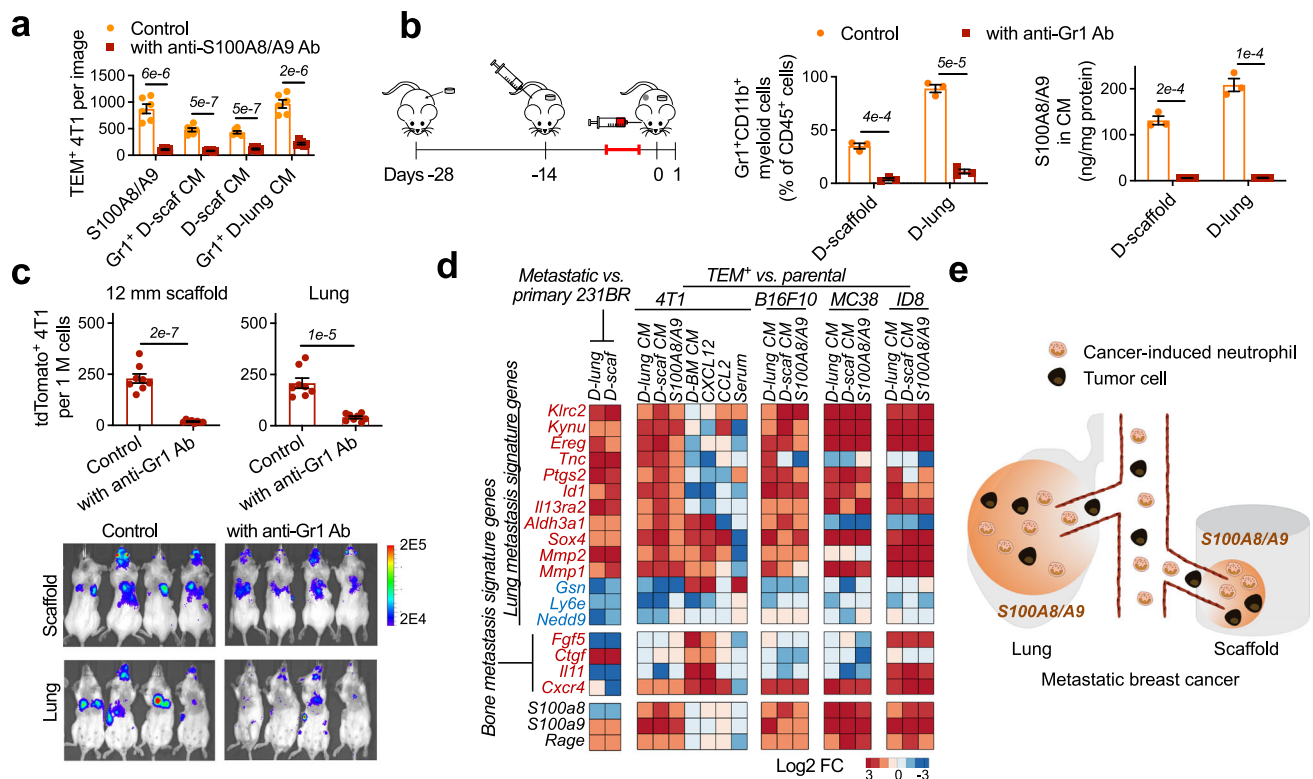 a
Control
with anti-S100A8/A9 Ab
TEM+ 4T1 per image
1500
1000
500
0
6e-6
5e-7
5e-7
2e-6
S100A8/A9
Gr1+ D-scaf CM
D-scaf CM
Gr1+ D-lung CM
b
Days -28
-14
0
1
Control
with anti-Gr1 Ab
Gr1+CD11b+
myeloid cells
(% of CD45+ cells)
100
50
0
4e-4
5e-5
D-scaffold
D-lung
S100A8/A9
in CM
(ng/mg protein)
200
100
0
2e-4
1e-4
D-scaffold
D-lung
c
12 mm scaffold
Lung
tdTomato+ 4T1
per 1 M cells
500
250
0
2e-7
Control
with anti-Gr1 Ab
500
250
0
1e-5
Control
with anti-Gr1 Ab
Control
with anti-Gr1 Ab
Scaffold
Lung
2E5
2E4
d
Metastatic vs.
primary 231BR
TEM+ vs. parental
4T1
B16F10
MC38
ID8
D-lung
D-scaf
D-lung CM
D-scaf CM
S100A8/A9
D-BM CM
CXCL12
CCL2
Serum
D-lung CM
D-scaf CM
S100A8/A9
D-lung CM
D-scaf CM
S100A8/A9
D-lung CM
D-scaf CM
S100A8/A9
Lung metastasis signature genes
Klrc2
Kynu
Ereg
Tnc
Ptgs2
Id1
Il13ra2
Aldh3a1
Sox4
Mmp2
Mmp1
Gsn
Ly6e
Nedd9
Bone metastasis signature genes
Fgf5
Ctgf
Il11
Cxcr4
S100a8
S100a9
Rage
Log2 FC
3
0
-3
e
Cancer-induced neutrophil
Tumor cell
S100A8/A9
S100A8/A9
Lung
Scaffold
Metastatic breast cancer